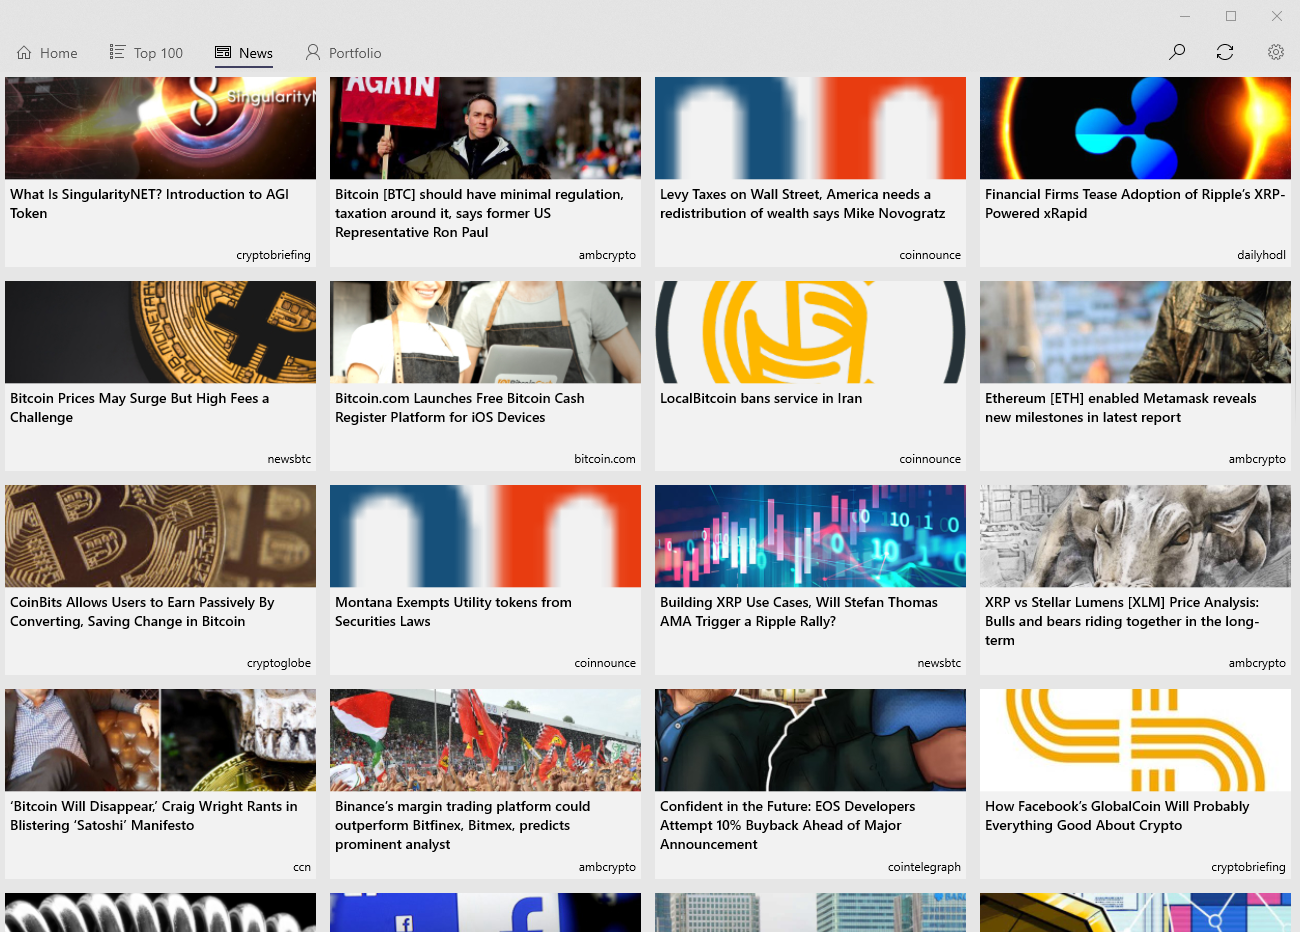 Home
Top 100
News
Portfolio
AGAIN
What Is SingularityNET? Introduction to AGI
Token
cryptobriefing
Bitcoin [BTC] should have minimal regulation,
taxation around it, says former US
Representative Ron Paul
ambcrypto
Levy Taxes on Wall Street, America needs a
redistribution of wealth says Mike Novogratz
coinnounce
Financial Firms Tease Adoption of Ripple’s XRP-
Powered xRapid
dailyhodl
Bitcoin Prices May Surge But High Fees a
Challenge
newsbtc
Bitcoin.com Launches Free Bitcoin Cash
Register Platform for iOS Devices
bitcoin.com
LocalBitcoin bans service in Iran
coinnounce
Ethereum [ETH] enabled Metamask reveals
new milestones in latest report
ambcrypto
CoinBits Allows Users to Earn Passively By
Converting, Saving Change in Bitcoin
cryptoglobe
Montana Exempts Utility tokens from
Securities Laws
coinnounce
Building XRP Use Cases, Will Stefan Thomas
AMA Trigger a Ripple Rally?
newsbtc
XRP vs Stellar Lumens [XLM] Price Analysis:
Bulls and bears riding together in the long-
term
ambcrypto
‘Bitcoin Will Disappear,’ Craig Wright Rants in
Blistering ‘Satoshi’ Manifesto
ccn
Binance’s margin trading platform could
outperform Bitfinex, Bitmex, predicts
prominent analyst
ambcrypto
Confident in the Future: EOS Developers
Attempt 10% Buyback Ahead of Major
Announcement
cointelegraph
How Facebook’s GlobalCoin Will Probably
Everything Good About Crypto
cryptobriefing